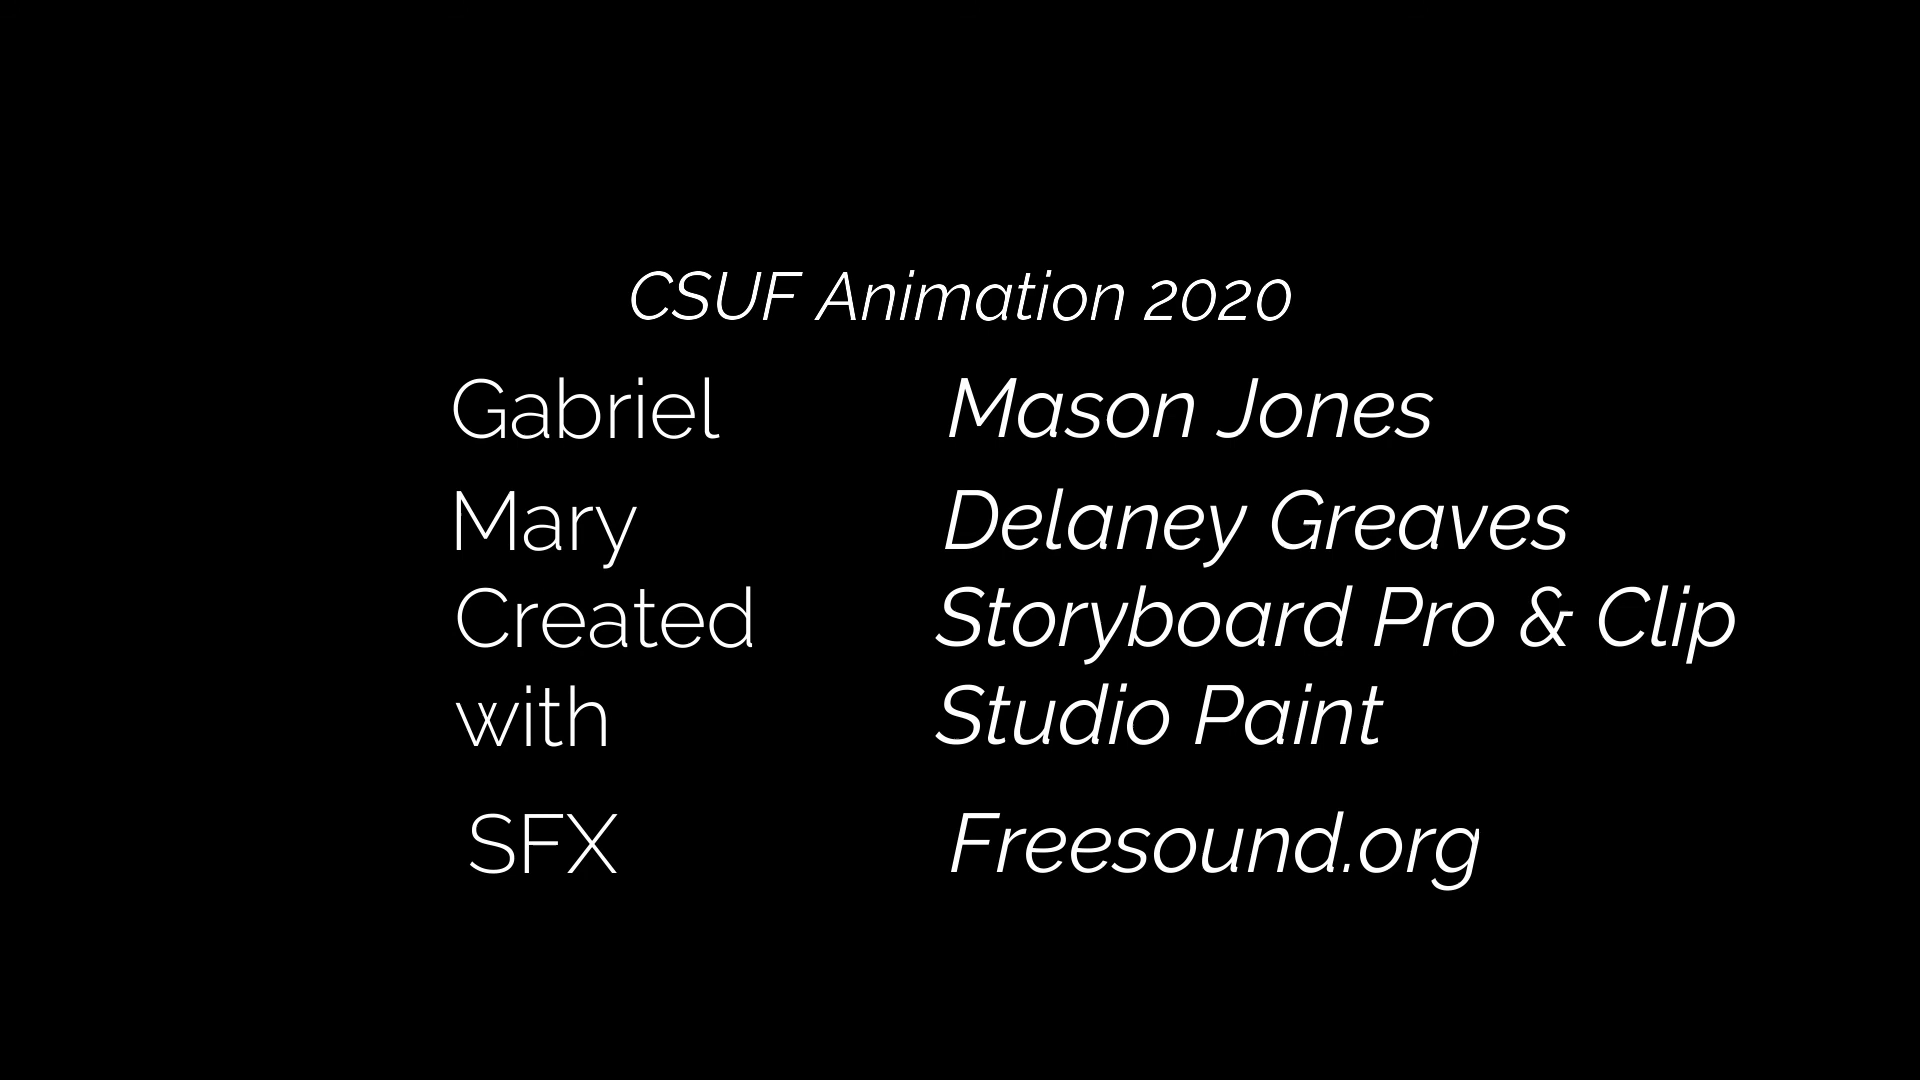 CSUF Animation 2020
Gabriel Mason Jones
Mary Delaney Greaves
Created Storyboard Pro & Clip
with Studio Paint
SFX Freesound.org